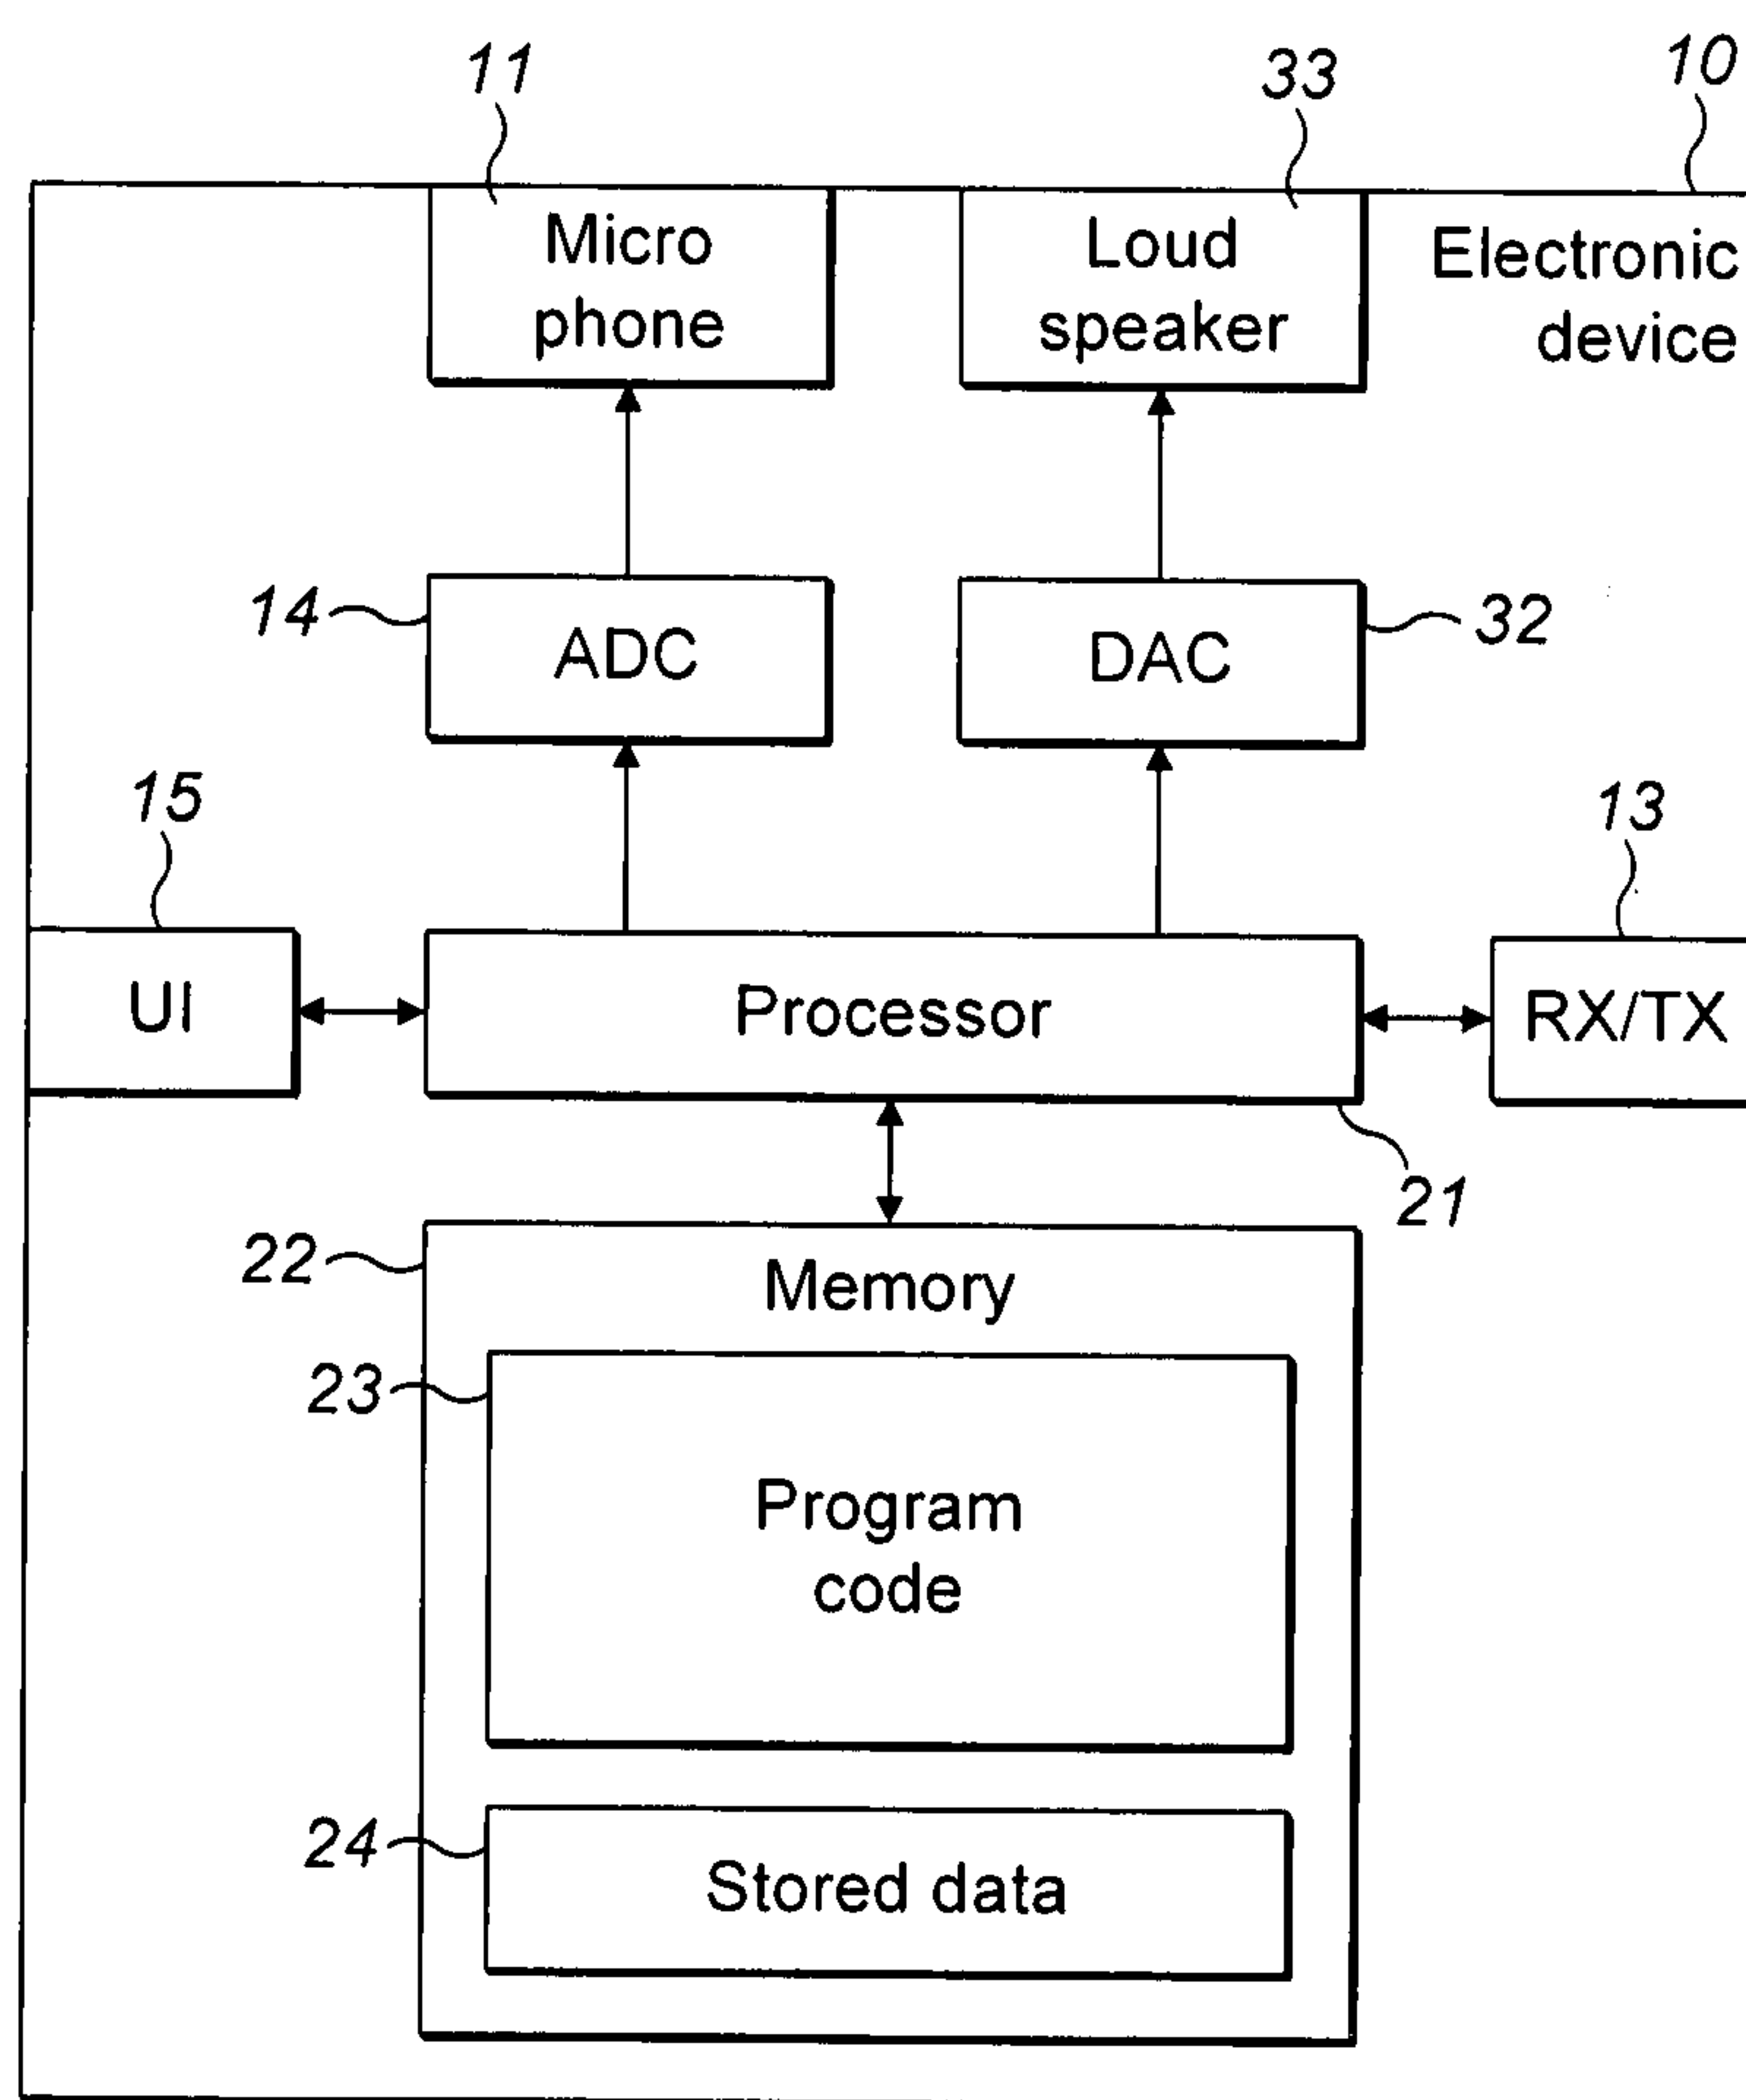 11
33
10
Micro
phone
Loud
speaker
Electronic
device
14
ADC
DAC
32
15
13
UI
Processor
RX/TX
21
22
Memory
23
Program
code
24
Stored data